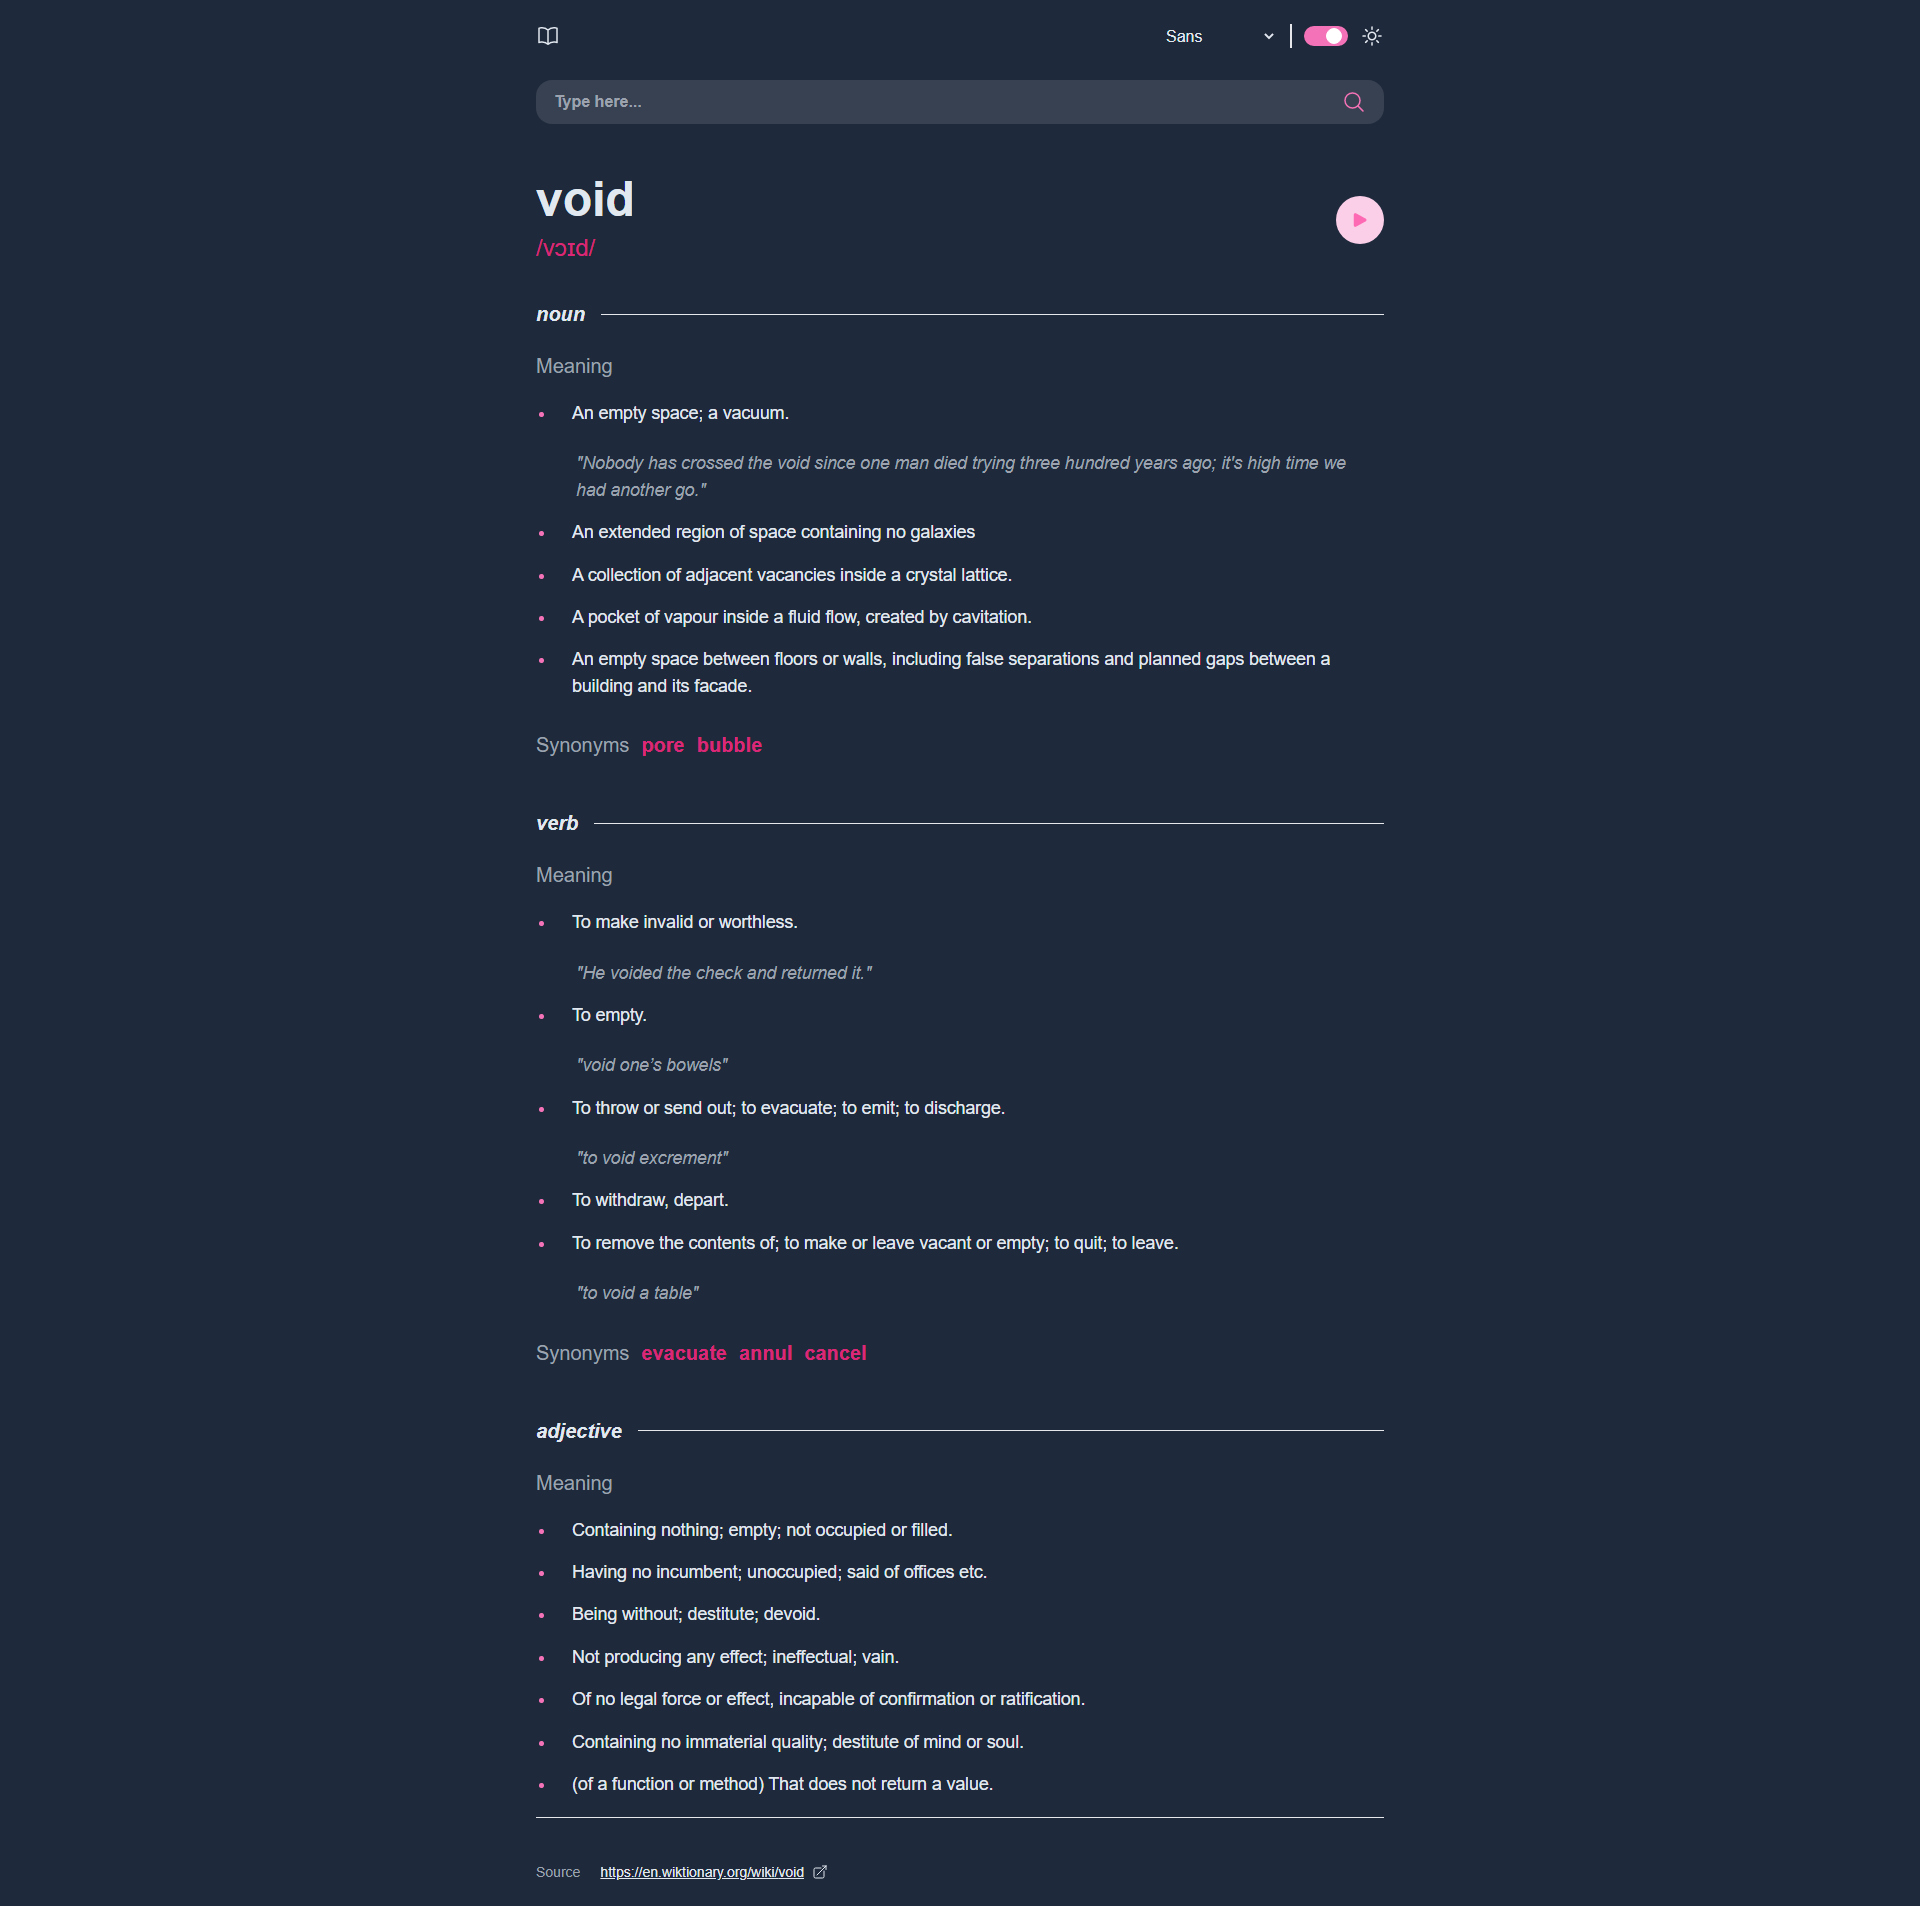 Sans
Type here...
void
/vɔɪd/
noun
Meaning
An empty space; a vacuum.
"Nobody has crossed the void since one man died trying three hundred years ago; it's high time we
had another go."
An extended region of space containing no galaxies
A collection of adjacent vacancies inside a crystal lattice.
A pocket of vapour inside a fluid flow, created by cavitation.
An empty space between floors or walls, including false separations and planned gaps between a
building and its facade.
Synonyms pore bubble
verb
Meaning
To make invalid or worthless.
"He voided the check and returned it."
To empty.
"void one’s bowels"
To throw or send out; to evacuate; to emit; to discharge.
"to void excrement"
To withdraw, depart.
To remove the contents of; to make or leave vacant or empty; to quit; to leave.
"to void a table"
Synonyms evacuate annul cancel
adjective
Meaning
Containing nothing; empty; not occupied or filled.
Having no incumbent; unoccupied; said of offices etc.
Being without; destitute; devoid.
Not producing any effect; ineffectual; vain.
Of no legal force or effect, incapable of confirmation or ratification.
Containing no immaterial quality; destitute of mind or soul.
(of a function or method) That does not return a value.
Source https://en.wiktionary.org/wiki/void